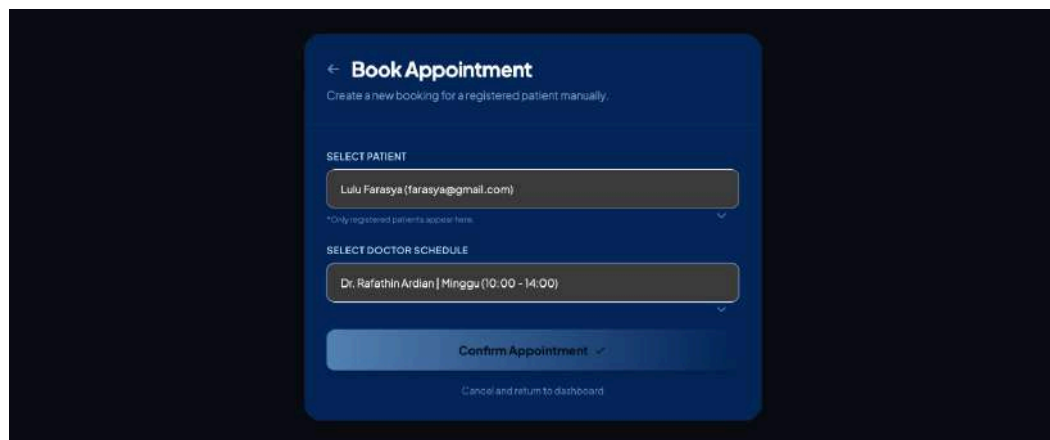 ← Book Appointment
Create a new booking for a registered patient manually.
SELECT PATIENT
Lulu Farasya (farasya@gmail.com)
*Only registered patients appear here.
SELECT DOCTOR SCHEDULE
Dr. Rafathin Ardian | Minggu (10:00 - 14:00)
Confirm Appointment ✓
Cancel and return to dashboard